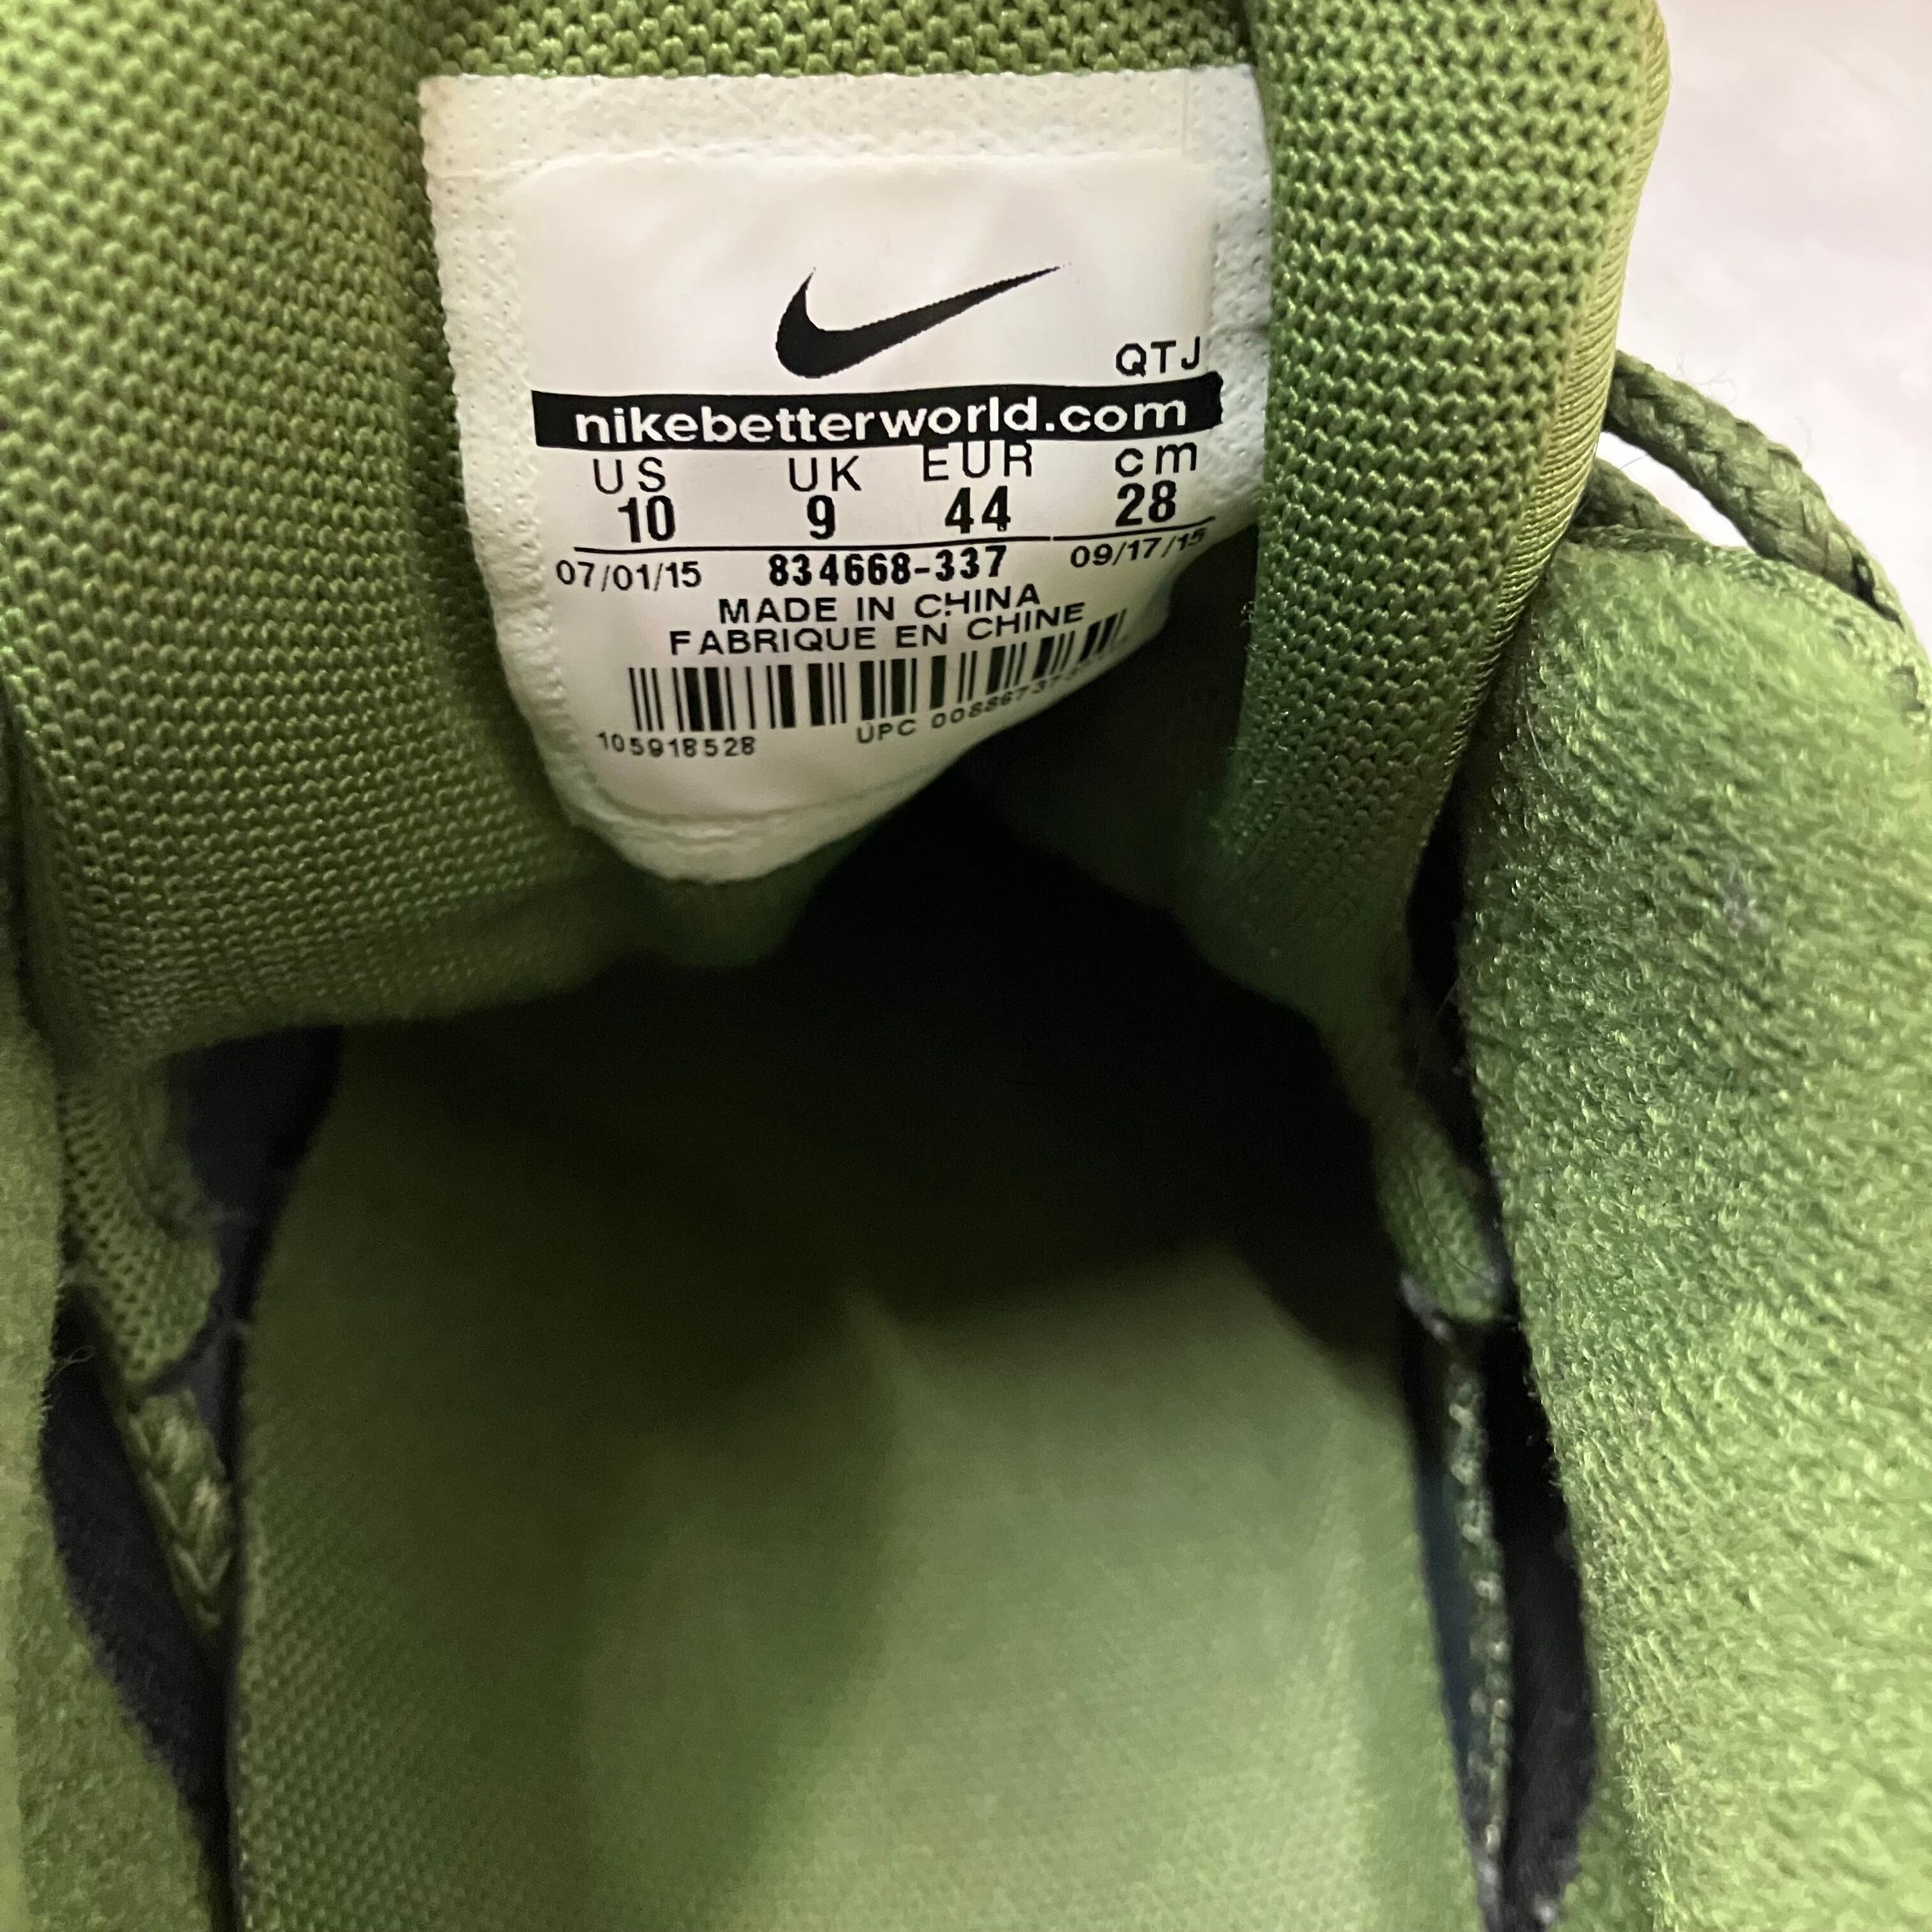 QTJ
nikebetterworld.com
US UK EUR cm
10 9 44 28
07/01/15 834668-337 09/17/15
MADE IN CHINA
FABRIQUE EN CHINE
105918528 UPC